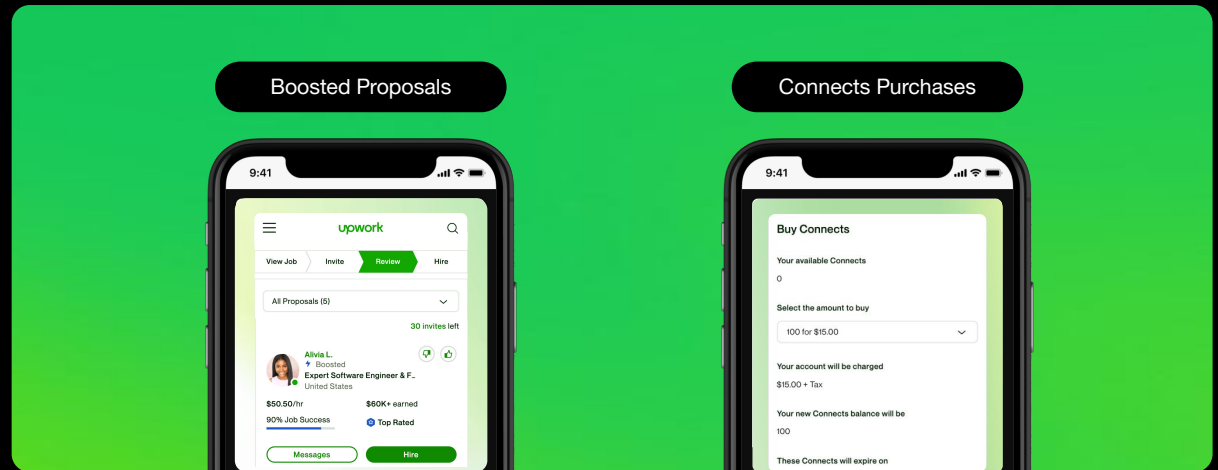 Boosted Proposals
9:41
upwork
View Job
Invite
Review
Hire
All Proposals (5)
30 invites left
Alivia L.
Boosted
Expert Software Engineer & F...
United States
$50.50/hr
$60K+ earned
90% Job Success
Top Rated
Messages
Hire
Connects Purchases
9:41
Buy Connects
Your available Connects
0
Select the amount to buy
100 for $15.00
Your account will be charged
$15.00 + Tax
Your new Connects balance will be
100
These Connects will expire on